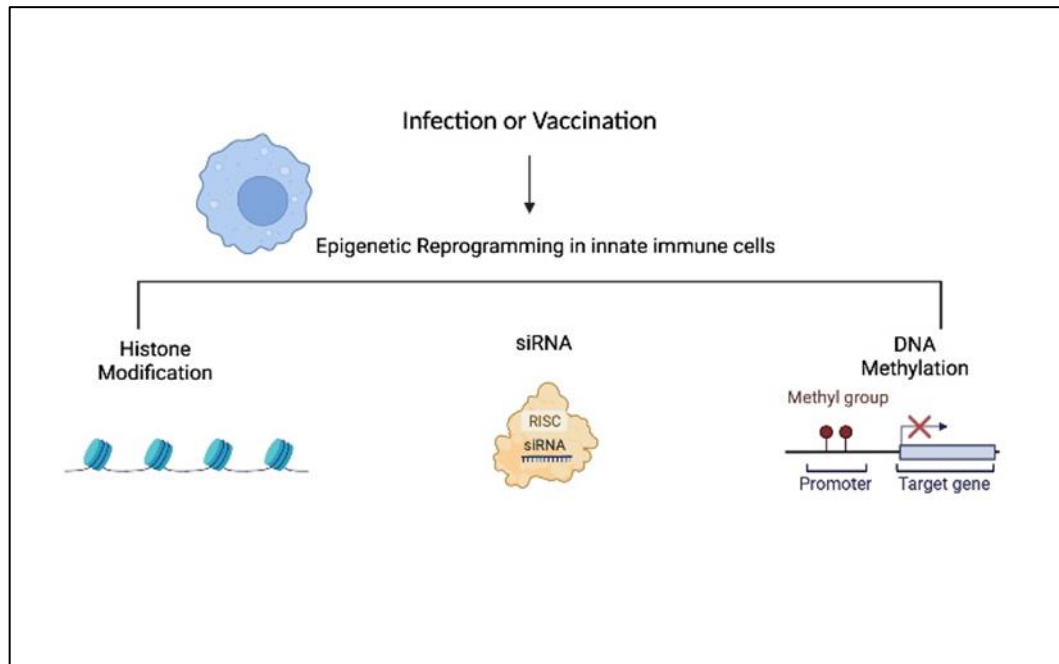 Infection or Vaccination
Epigenetic Reprogramming in innate immune cells
Histone
Modification
siRNA
RISC
siRNA
DNA
Methylation
Methyl group
Promoter
Target gene